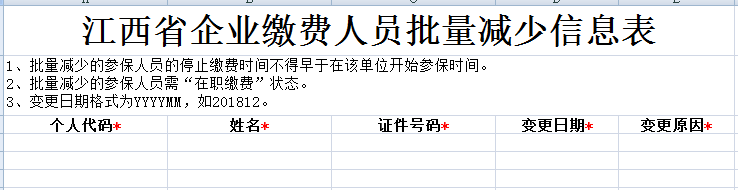 江西省企业缴费人员批量减少信息表
1、批量减少的参保人员的停止缴费时间不得早于在该单位开始参保时间。
2、批量减少的参保人员需“在职缴费”状态。
3、变更日期格式为YYYYMM，如201812。
个人代码* 姓名* 证件号码* 变更日期* 变更原因*